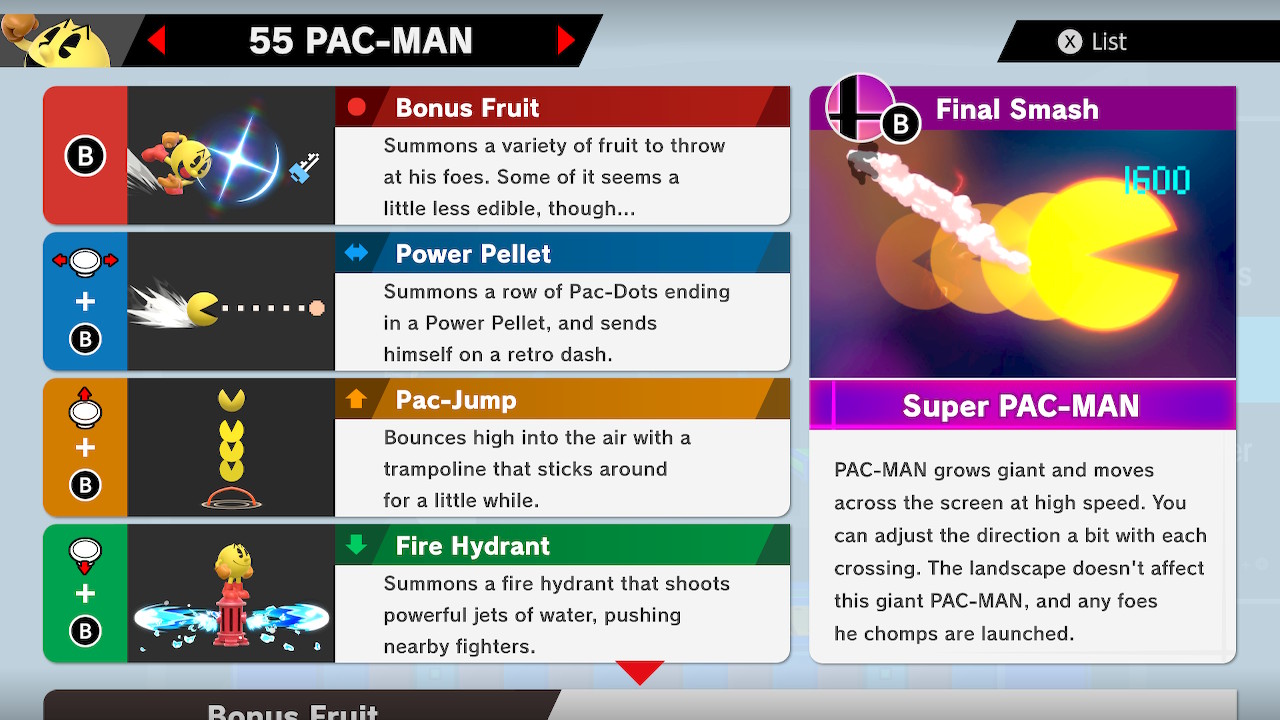 55 PAC-MAN
X List
B
Bonus Fruit
Summons a variety of fruit to throw
at his foes. Some of it seems a
little less edible, though...
+
B
Power Pellet
Summons a row of Pac-Dots ending
in a Power Pellet, and sends
himself on a retro dash.
+
B
Pac-Jump
Bounces high into the air with a
trampoline that sticks around
for a little while.
+
B
Fire Hydrant
Summons a fire hydrant that shoots
powerful jets of water, pushing
nearby fighters.
B
Final Smash
1600
Super PAC-MAN
PAC-MAN grows giant and moves
across the screen at high speed. You
can adjust the direction a bit with each
crossing. The landscape doesn't affect
this giant PAC-MAN, and any foes
he chomps are launched.
Bonus Fruit